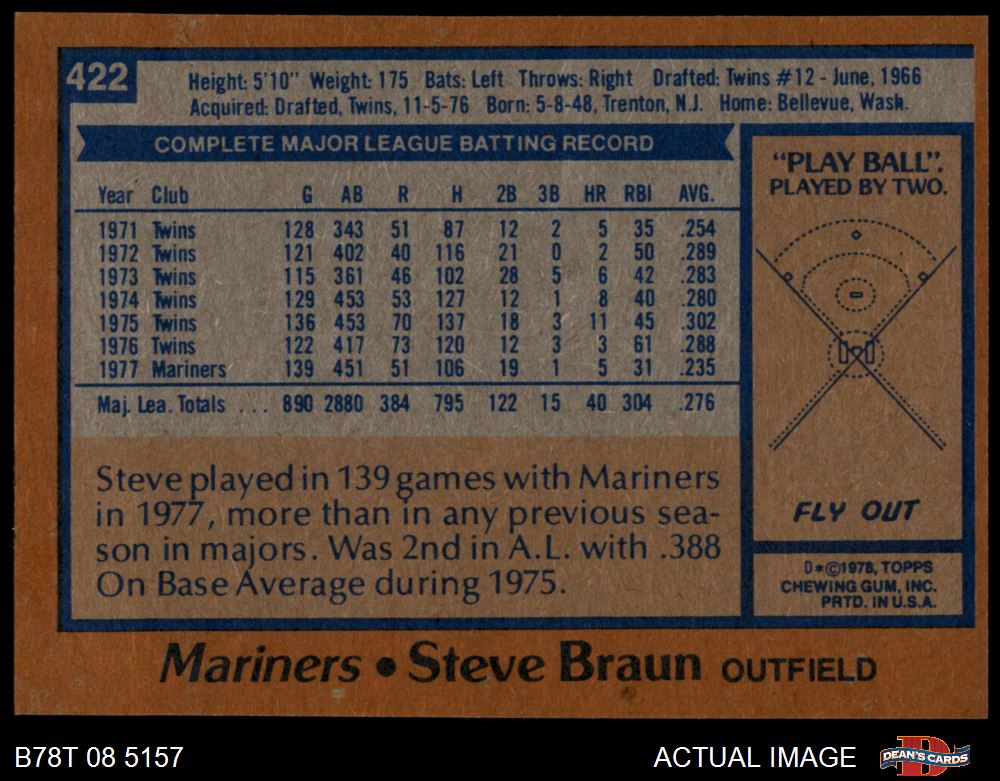 422
Height: 5'10" Weight: 175 Bats: Left Throws: Right Drafted: Twins #12 - June, 1966
Acquired: Drafted, Twins, 11-5-76 Born: 5-8-48, Trenton, N.J. Home: Bellevue, Wash.
COMPLETE MAJOR LEAGUE BATTING RECORD
Year Club G AB R H 2B 3B HR RBI AVG.
1971 Twins 128 343 51 87 12 2 5 35 .254
1972 Twins 121 402 40 116 21 0 2 50 .289
1973 Twins 115 361 46 102 28 5 6 42 .283
1974 Twins 129 453 53 127 12 1 8 40 .280
1975 Twins 136 453 70 137 18 3 11 45 .302
1976 Twins 122 417 73 120 12 3 3 61 .288
1977 Mariners 139 451 51 106 19 1 5 31 .235
Maj. Lea. Totals ... 890 2880 384 795 122 15 40 304 .276
Steve played in 139 games with Mariners
in 1977, more than in any previous sea-
son in majors. Was 2nd in A.L. with .388
On Base Average during 1975.
"PLAY BALL".
PLAYED BY TWO.
FLY OUT
D*©1978, TOPPS
CHEWING GUM, INC.
PRTD. IN U.S.A.
Mariners • Steve Braun OUTFIELD
B78T 08 5157
ACTUAL IMAGE
DEAN'S CARDS